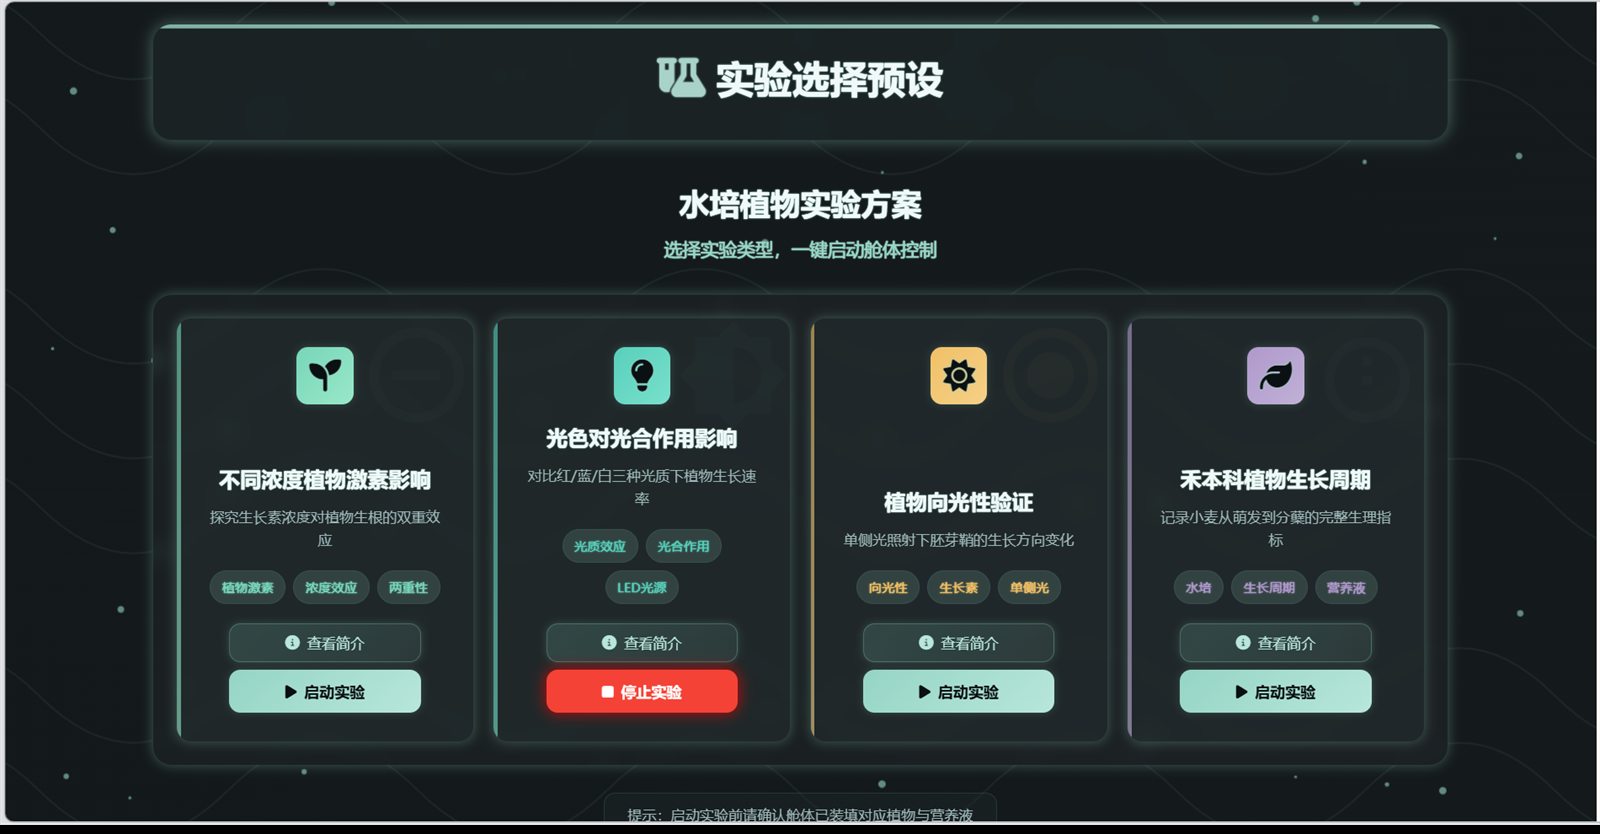 实验选择预设
水培植物实验方案
选择实验类型，一键启动舱体控制
不同浓度植物激素影响
探究生长素浓度对植物生根的双重效
应
植物激素 浓度效应 两重性
查看简介
启动实验
光色对光合作用影响
对比红/蓝/白三种光质下植物生长速
率
光质效应 光合作用
LED光源
查看简介
停止实验
植物向光性验证
单侧光照射下胚芽鞘的生长方向变化
向光性 生长素 单侧光
查看简介
启动实验
禾本科植物生长周期
记录小麦从萌发到分蘖的完整生理指
标
水培 生长周期 营养液
查看简介
启动实验
提示：启动实验前请确认舱体已装填对应植物与营养液